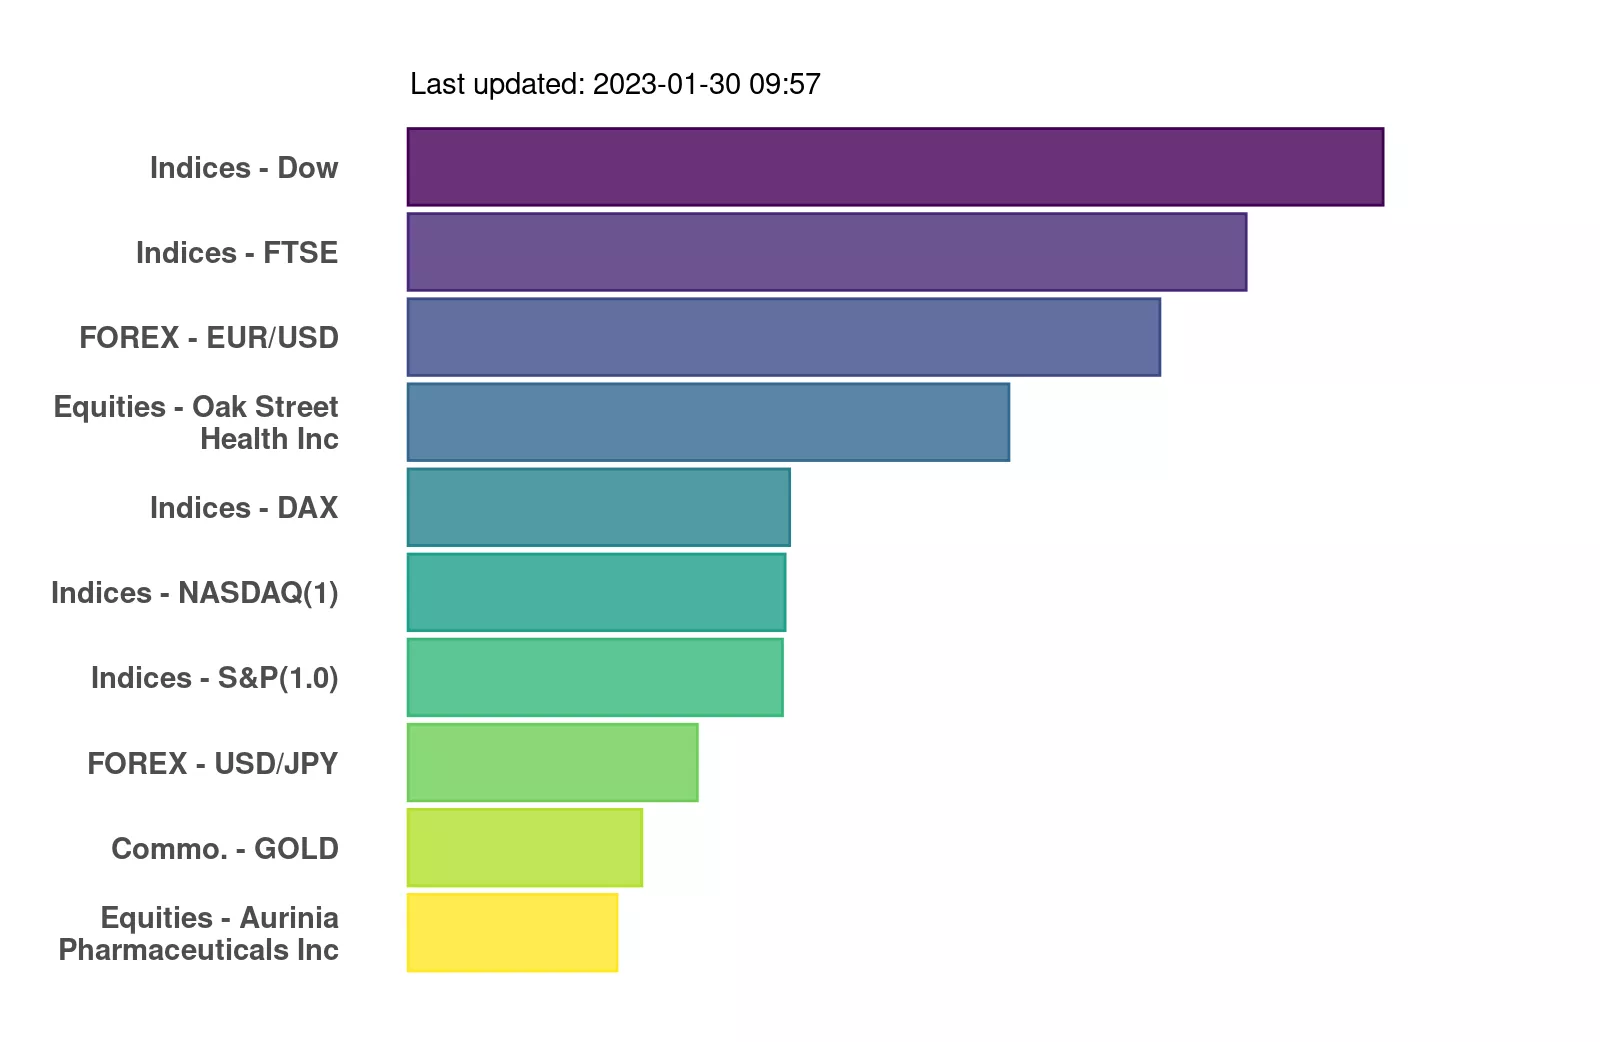 Last updated: 2023-01-30 09:57
Indices - Dow
Indices - FTSE
FOREX - EUR/USD
Equities - Oak Street
Health Inc
Indices - DAX
Indices - NASDAQ(1)
Indices - S&P(1.0)
FOREX - USD/JPY
Commo. - GOLD
Equities - Aurinia
Pharmaceuticals Inc